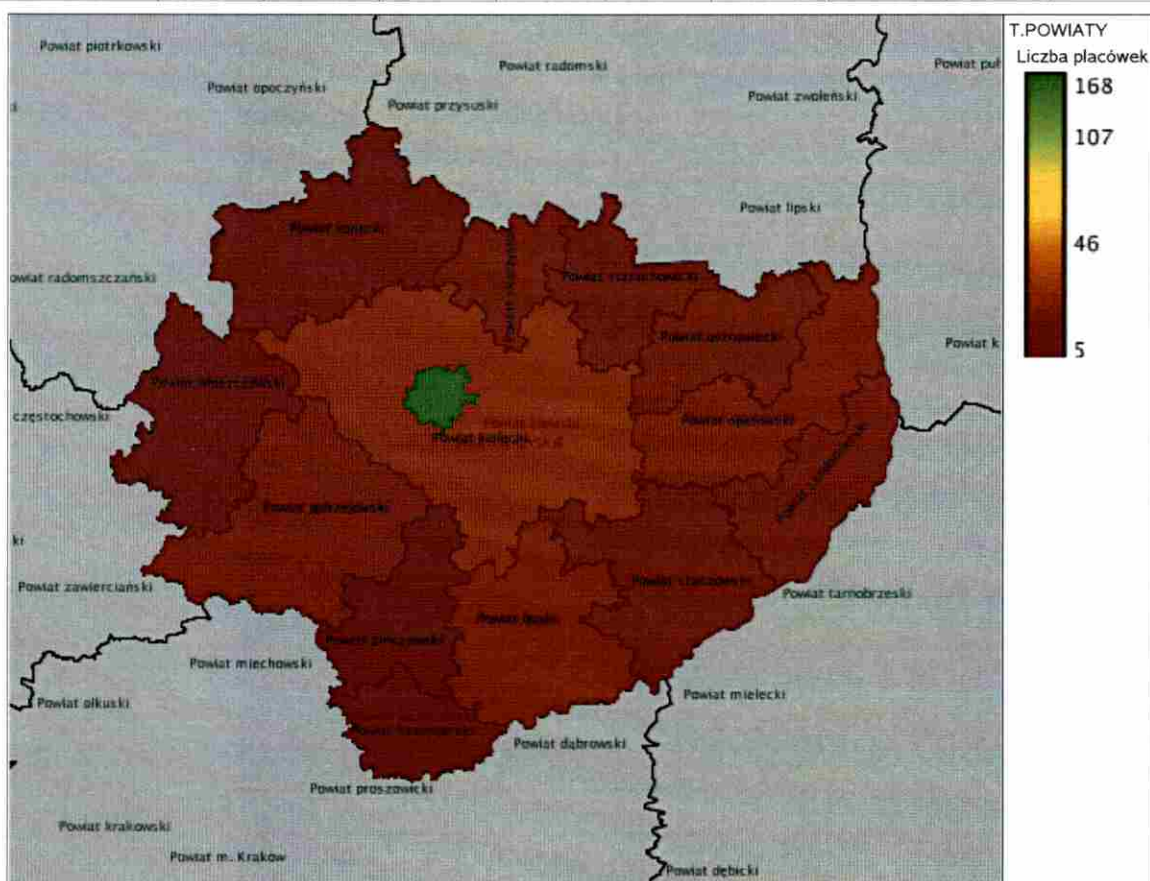 T.POWIATY
Liczba placówek
168
107
46
5
Powiat piotrkowski
Powiat opoczyński
Powiat przysuski
Powiat radomski
Powiat zwoleński
Powiat
Powiat lipski
Powiat radomszczański
Powiat k
częstochowski
Powiat konecki
Powiat starachowicki
Powiat ostrowiecki
Powiat włoszczowski
Powiat kielecki
Powiat opatowski
Powiat jędrzejowski
ki
Powiat zawierciański
Powiat staszowski
Powiat tarnobrzeski
Powiat pińczowski
Powiat miechowski
Powiat mielecki
Powiat olkuski
Powiat dąbrowski
Powiat proszowicki
Powiat krakowski
Powiat m. Kraków
Powiat dębicki